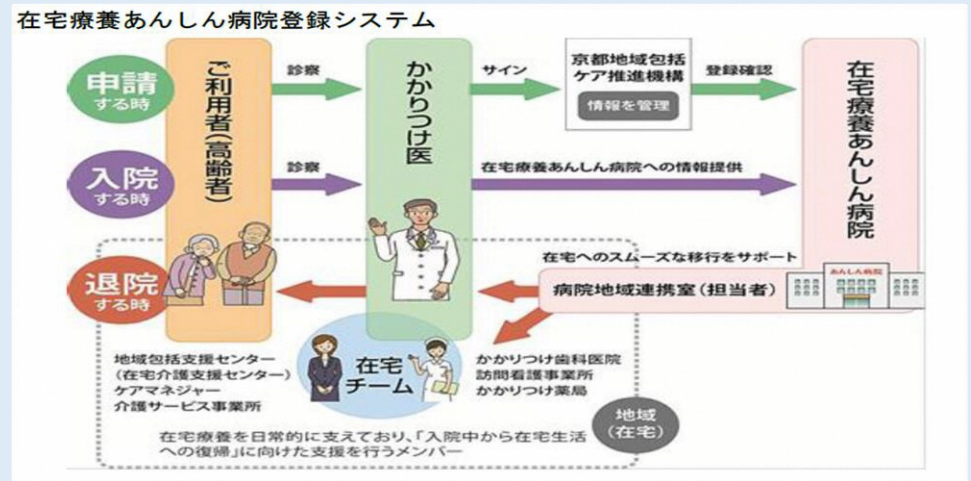 在宅療養あんしん病院登録システム
申請
する時
ご利用者(高齢者)
診察
かかりつけ医
サイン
京都地域包括
ケア推進機構
情報を管理
登録確認
在宅療養あんしん病院
入院
する時
診察
在宅療養あんしん病院への情報提供
退院
する時
在宅へのスムーズな移行をサポート
病院地域連携室(担当者)
あんしん病院
在宅
チーム
地域包括支援センター
(在宅介護支援センター)
ケアマネジャー
介護サービス事業所
かかりつけ歯科医院
訪問看護事業所
かかりつけ薬局
地域
(在宅)
在宅療養を日常的に支えており、「入院中から在宅生活
への復帰」に向けた支援を行うメンバー